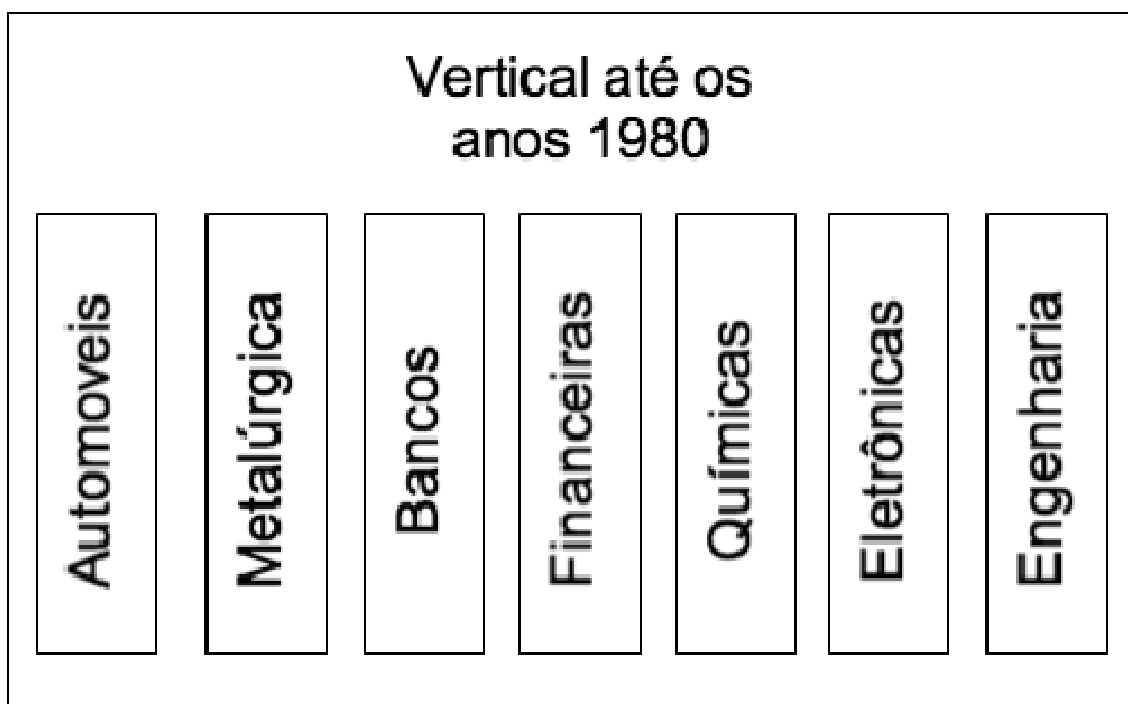 Vertical até os
anos 1980
Automoveis
Metalúrgica
Bancos
Financeiras
Químicas
Eletrônicas
Engenharia